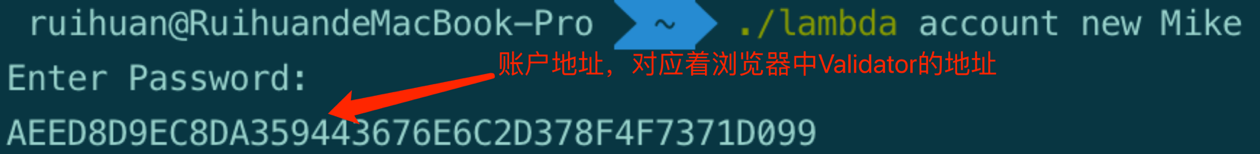 ruihuan@RuihuandeMacBook-Pro ~ ./lambda account new Mike
Enter Password:
账户地址，对应着浏览器中Validator的地址
AEED8D9EC8DA359443676E6C2D378F4F7371D099